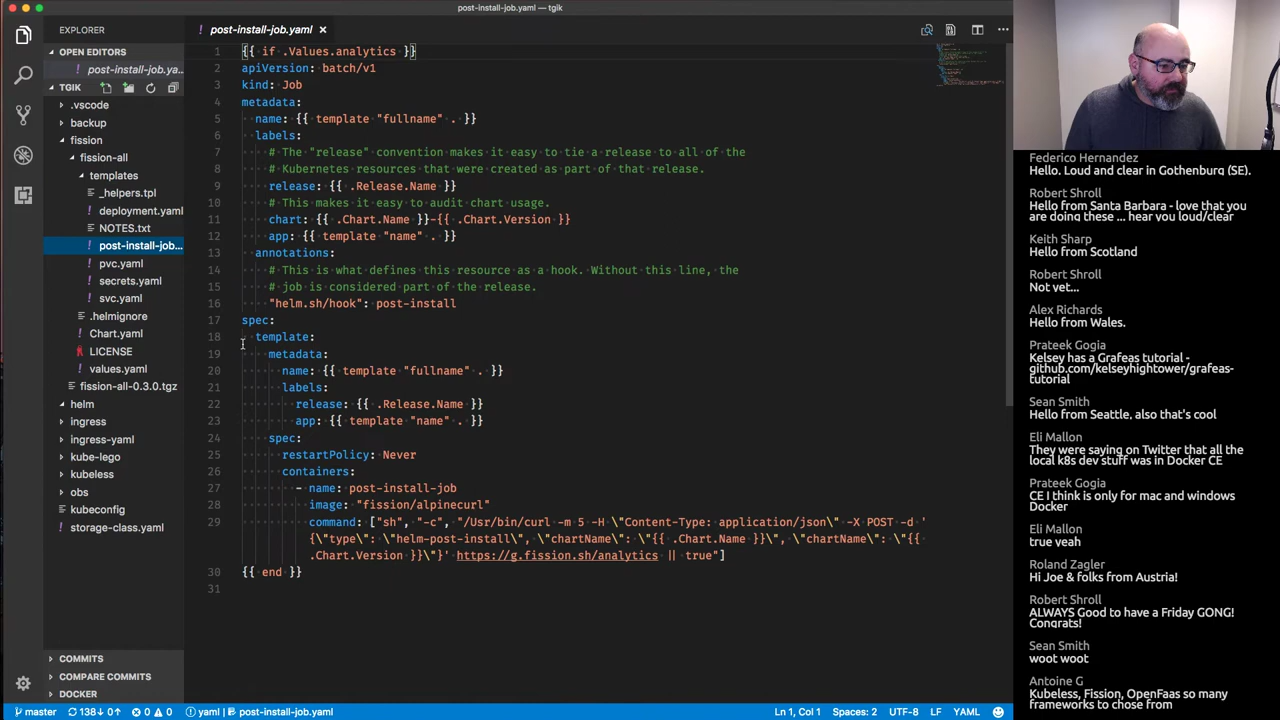 post-install-job.yaml — tgik
EXPLORER
OPEN EDITORS
post-install-job.ya...
TGIK
.vscode
backup
fission
fission-all
templates
_helpers.tpl
deployment.yaml
NOTES.txt
post-install-job...
pvc.yaml
secrets.yaml
svc.yaml
.helmignore
Chart.yaml
LICENSE
values.yaml
fission-all-0.3.0.tgz
helm
ingress
ingress-yaml
kube-lego
kubeless
obs
kubeconfig
storage-class.yaml
COMMITS
COMPARE COMMITS
DOCKER
post-install-job.yaml
1 {{ if .Values.analytics }}
2 apiVersion: batch/v1
3 kind: Job
4 metadata:
5 name: {{ template "fullname" . }}
6 labels:
7 # The "release" convention makes it easy to tie a release to all of the
8 # Kubernetes resources that were created as part of that release.
9 release: {{ .Release.Name }}
10 # This makes it easy to audit chart usage.
11 chart: {{ .Chart.Name }}-{{ .Chart.Version }}
12 app: {{ template "name" . }}
13 annotations:
14 # This is what defines this resource as a hook. Without this line, the
15 # job is considered part of the release.
16 "helm.sh/hook": post-install
17 spec:
18 template:
19 metadata:
20 name: {{ template "fullname" . }}
21 labels:
22 release: {{ .Release.Name }}
23 app: {{ template "name" . }}
24 spec:
25 restartPolicy: Never
26 containers:
27 - name: post-install-job
28 image: "fission/alpinecurl"
29 command: ["sh", "-c", "/Usr/bin/curl -m 5 -H \"Content-Type: application/json\" -X POST -d '
{\"type\": \"helm-post-install\", \"chartName\": \"{{ .Chart.Name }}\", \"chartName\": \"{{
.Chart.Version }}\"}' https://g.fission.sh/analytics || true"]
30 {{ end }}
31
Federico Hernandez
Hello. Loud and clear in Gothenburg (SE).
Robert Shroll
Hello from Santa Barbara - love that you
are doing these ... hear you loud/clear
Keith Sharp
Hello from Scotland
Robert Shroll
Not yet...
Alex Richards
Hello from Wales.
Prateek Gogia
Kelsey has a Grafeas tutorial -
github.com/kelseyhightower/grafeas-
tutorial
Sean Smith
Hello from Seattle, also that's cool
Eli Mallon
They were saying on Twitter that all the
local k8s dev stuff was in Docker CE
Prateek Gogia
CE I think is only for mac and windows
Docker
Eli Mallon
true yeah
Roland Zagler
Hi Joe & folks from Austria!
Robert Shroll
ALWAYS Good to have a Friday GONG!
Congrats!
Sean Smith
woot woot
Antoine G
Kubeless, Fission, OpenFaas so many
frameworks to chose from
master 138↓ 0↑ 0 0 yaml | post-install-job.yaml Ln 1, Col 1 Spaces: 2 UTF-8 LF YAML